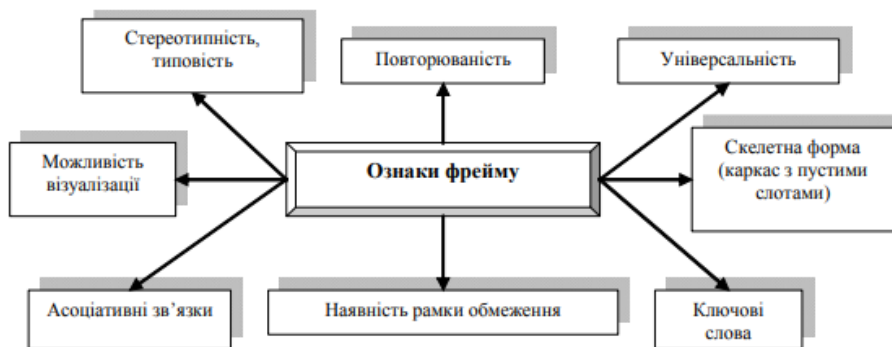 Стереотипність,
типовість
Повторюваність
Універсальність
Можливість
візуалізації
Ознаки фрейму
Скелетна форма
(каркас з пустими
слотами)
Асоціативні зв’язки
Наявність рамки обмеження
Ключові
слова